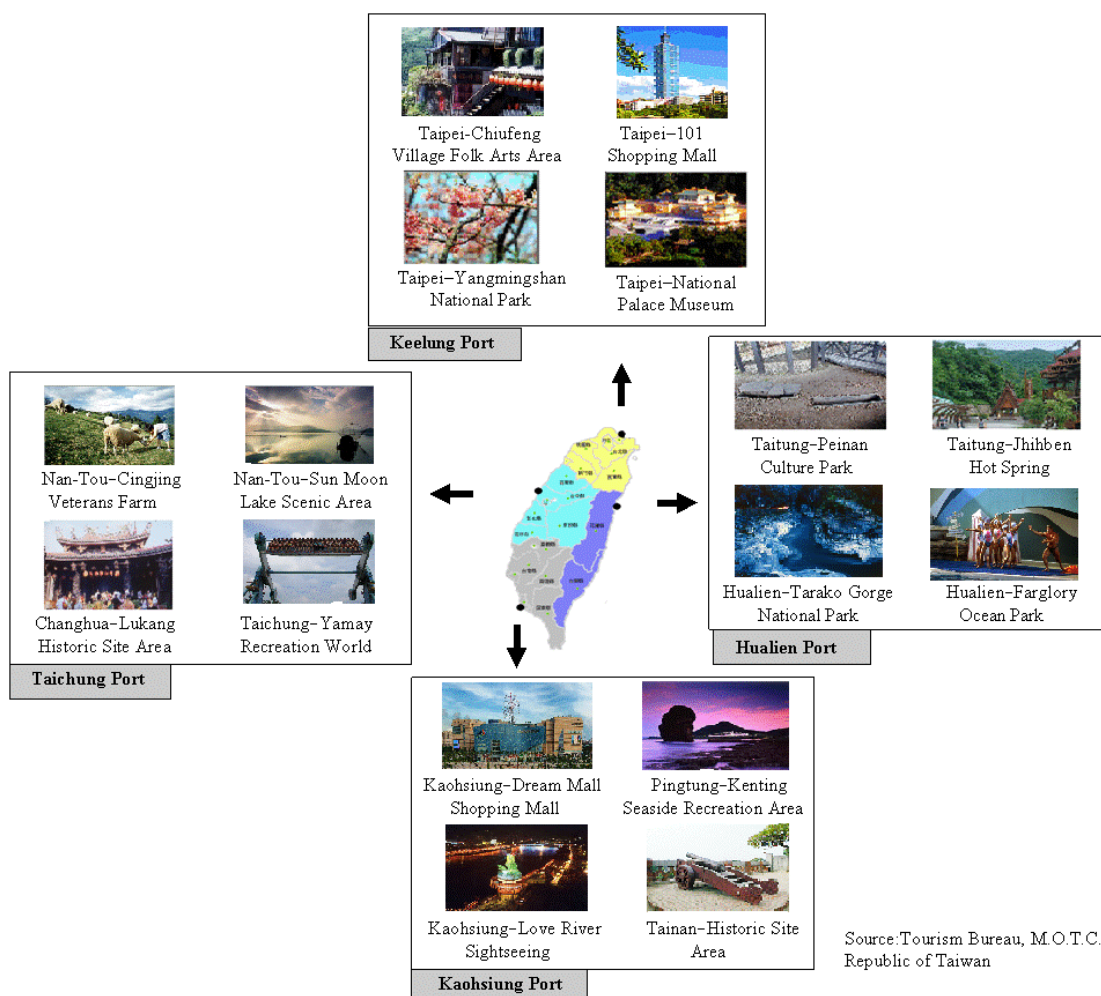 Taipei-Chiufeng
Village Folk Arts Area
Taipei-101
Shopping Mall
Taipei-Yangmingshan
National Park
Taipei-National
Palace Museum
Keelung Port
Nan-Tou-Cingjing
Veterans Farm
Nan-Tou-Sun Moon
Lake Scenic Area
Changhua-Lukang
Historic Site Area
Taichung-Yamay
Recreation World
Taichung Port
Taitung-Peinan
Culture Park
Taitung-Jhihben
Hot Spring
Hualien-Tarako Gorge
National Park
Hualien-Farglory
Ocean Park
Hualien Port
Kaohsiung-Dream Mall
Shopping Mall
Pingtung-Kenting
Seaside Recreation Area
Kaohsiung-Love River
Sightseeing
Tainan-Historic Site
Area
Kaohsiung Port
Source:Tourism Bureau, M.O.T.C.
Republic of Taiwan